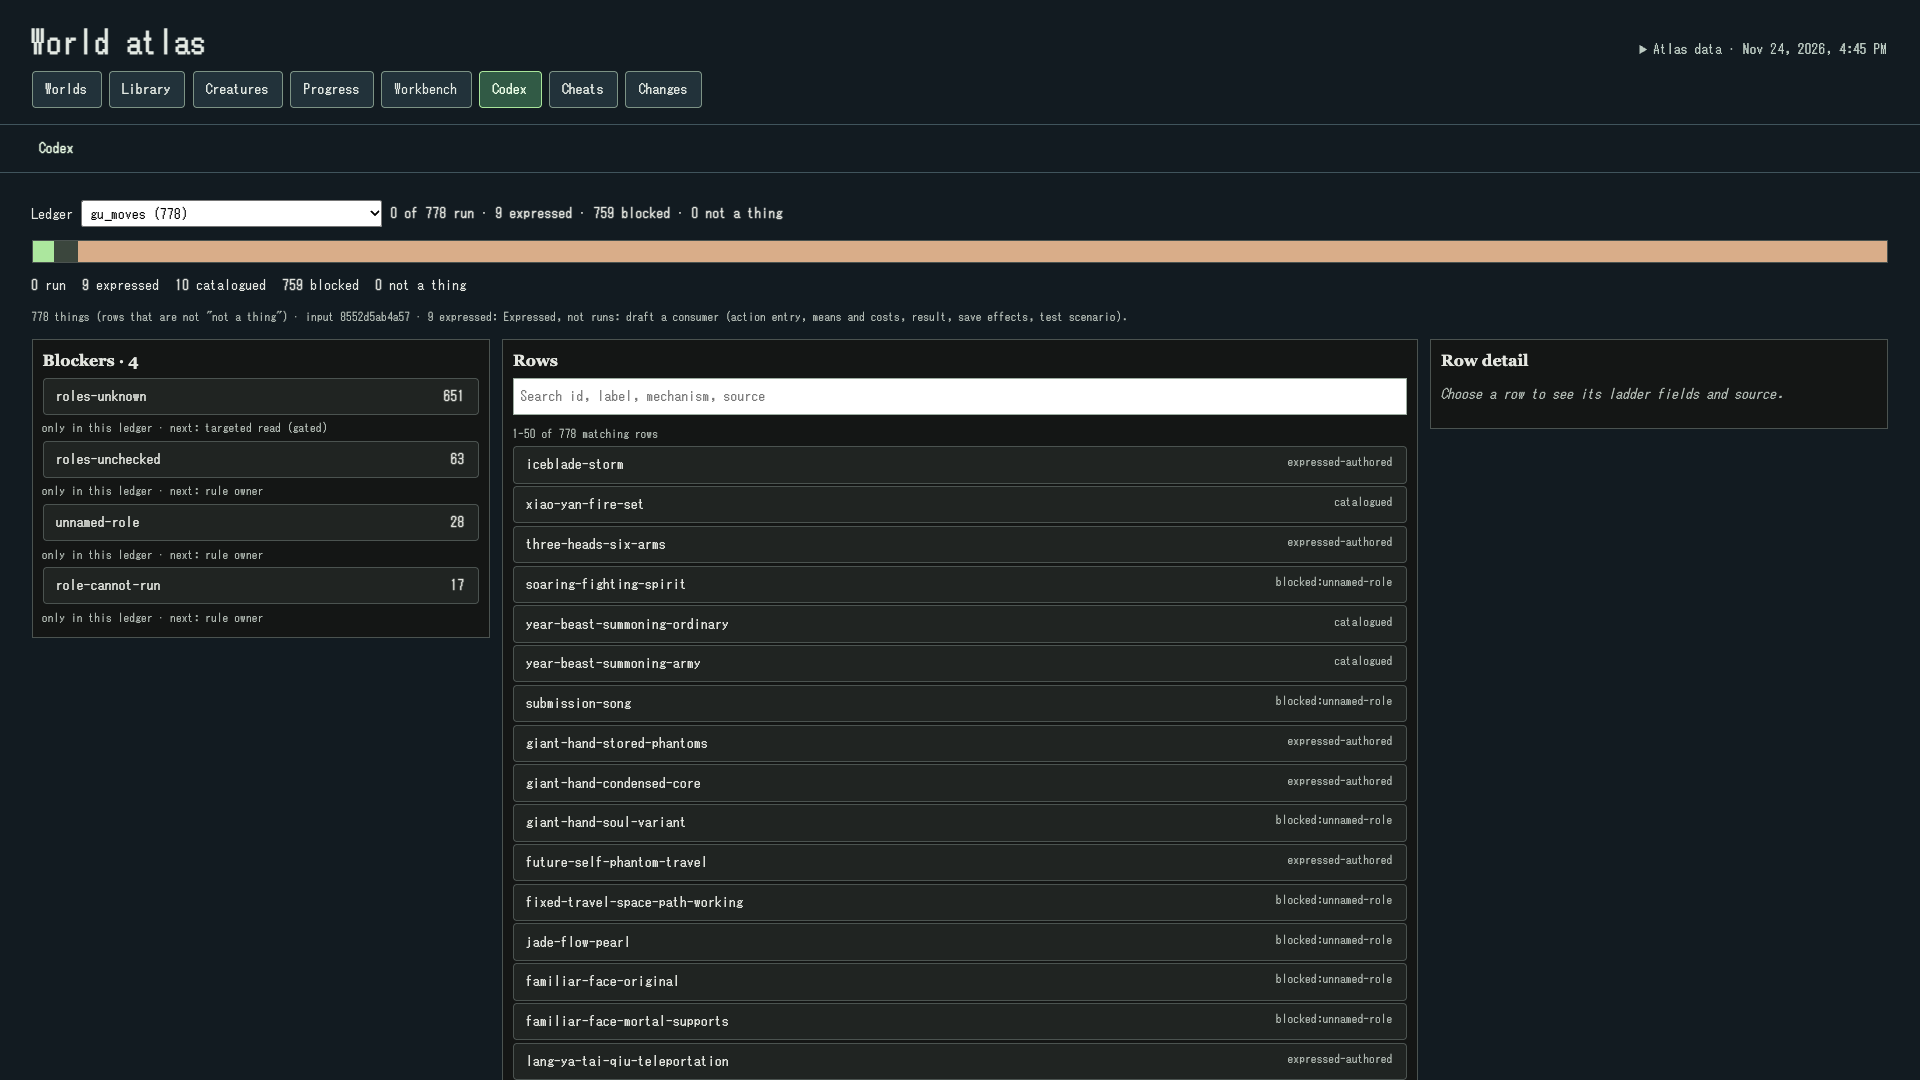 World atlas
▶ Atlas data · Nov 24, 2026, 4:45 PM
Worlds Library Creatures Progress Workbench Codex Cheats Changes
Codex
Ledger gu_moves (778) 0 of 778 run · 9 expressed · 759 blocked · 0 not a thing
0 run 9 expressed 10 catalogued 759 blocked 0 not a thing
778 things (rows that are not "not a thing") · input 8552d5ab4a57 · 9 expressed: Expressed, not runs: draft a consumer (action entry, means and costs, result, save effects, test scenario).
Blockers · 4
roles-unknown 651
only in this ledger · next: targeted read (gated)
roles-unchecked 63
only in this ledger · next: rule owner
unnamed-role 28
only in this ledger · next: rule owner
role-cannot-run 17
only in this ledger · next: rule owner
Rows
Search id, label, mechanism, source
1-50 of 778 matching rows
iceblade-storm expressed-authored
xiao-yan-fire-set catalogued
three-heads-six-arms expressed-authored
soaring-fighting-spirit blocked:unnamed-role
year-beast-summoning-ordinary catalogued
year-beast-summoning-army catalogued
submission-song blocked:unnamed-role
giant-hand-stored-phantoms expressed-authored
giant-hand-condensed-core expressed-authored
giant-hand-soul-variant blocked:unnamed-role
future-self-phantom-travel expressed-authored
fixed-travel-space-path-working blocked:unnamed-role
jade-flow-pearl blocked:unnamed-role
familiar-face-original blocked:unnamed-role
familiar-face-mortal-supports blocked:unnamed-role
lang-ya-tai-qiu-teleportation expressed-authored
Row detail
Choose a row to see its ladder fields and source.